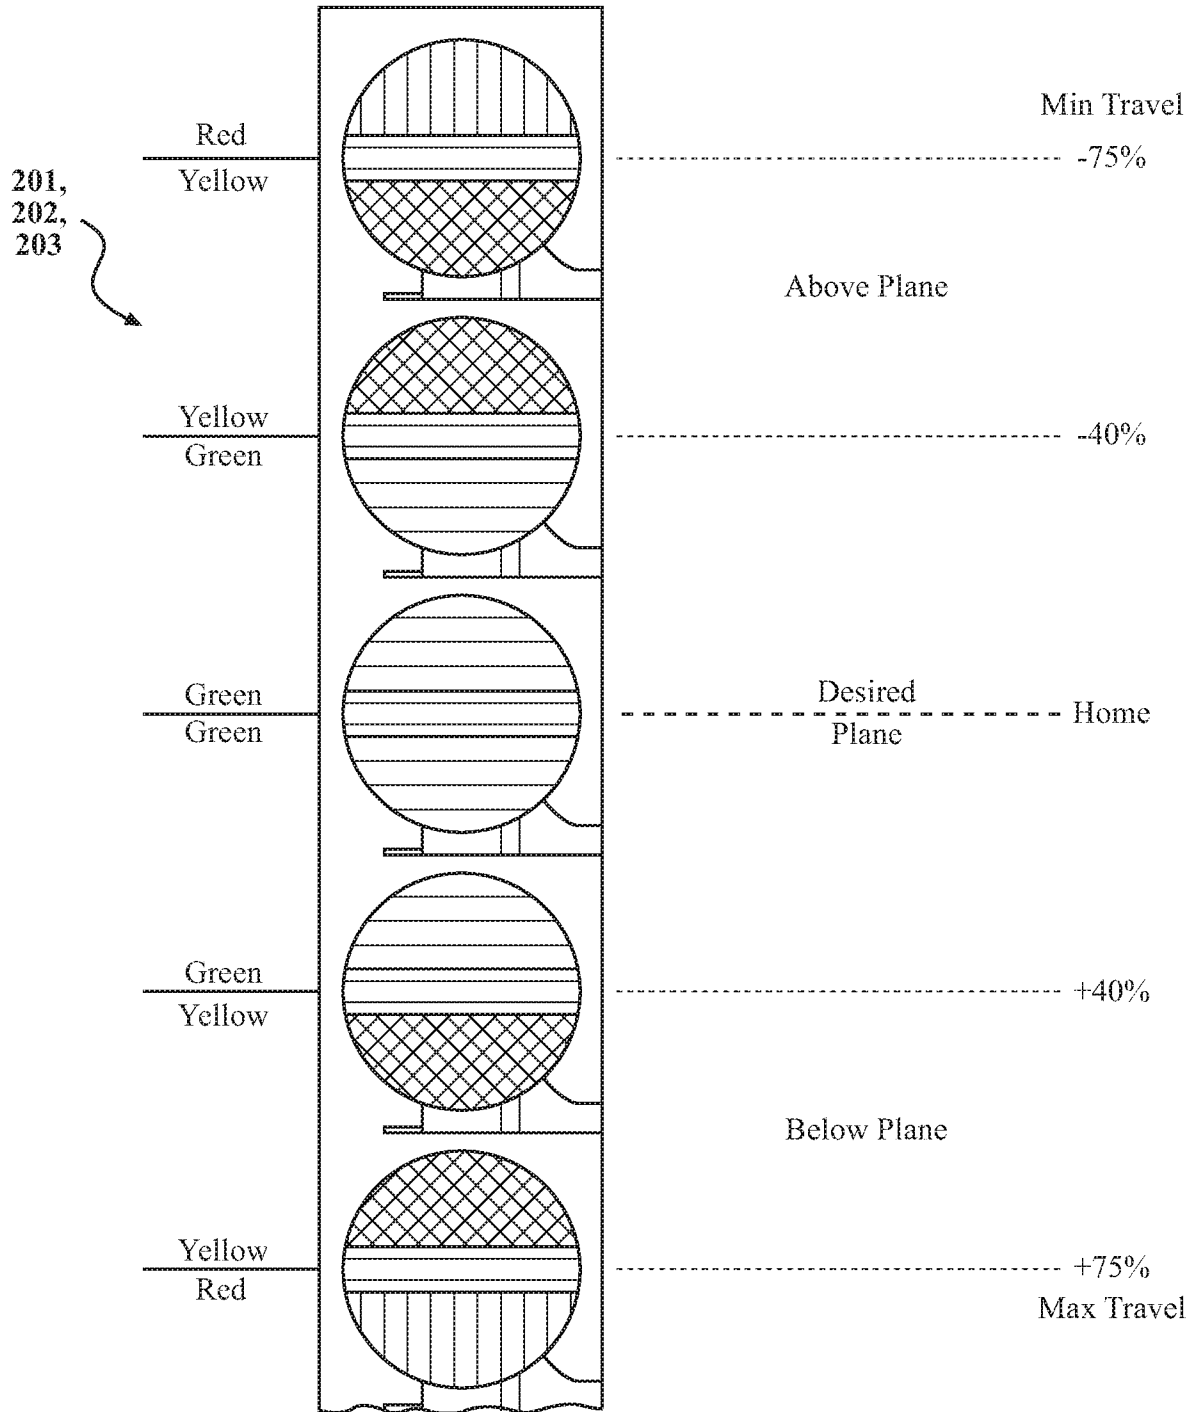 Min Travel
Red
-75%
Yellow
201,
202,
203
Above Plane
Yellow
-40%
Green
Green
Desired
Home
Green
Plane
Green
+40%
Yellow
Below Plane
Yellow
+75%
Red
Max Travel